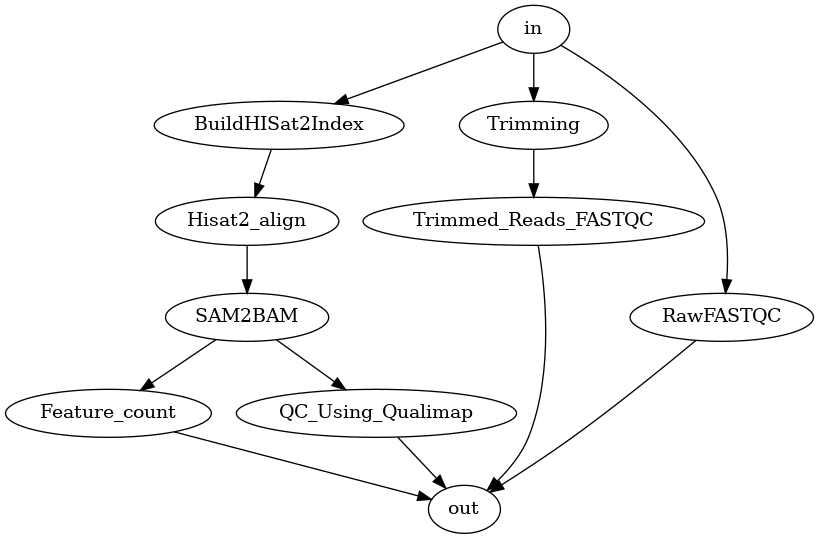 in
BuildHISat2Index
Trimming
Hisat2_align
Trimmed_Reads_FASTQC
SAM2BAM
RawFASTQC
Feature_count
QC_Using_Qualimap
out